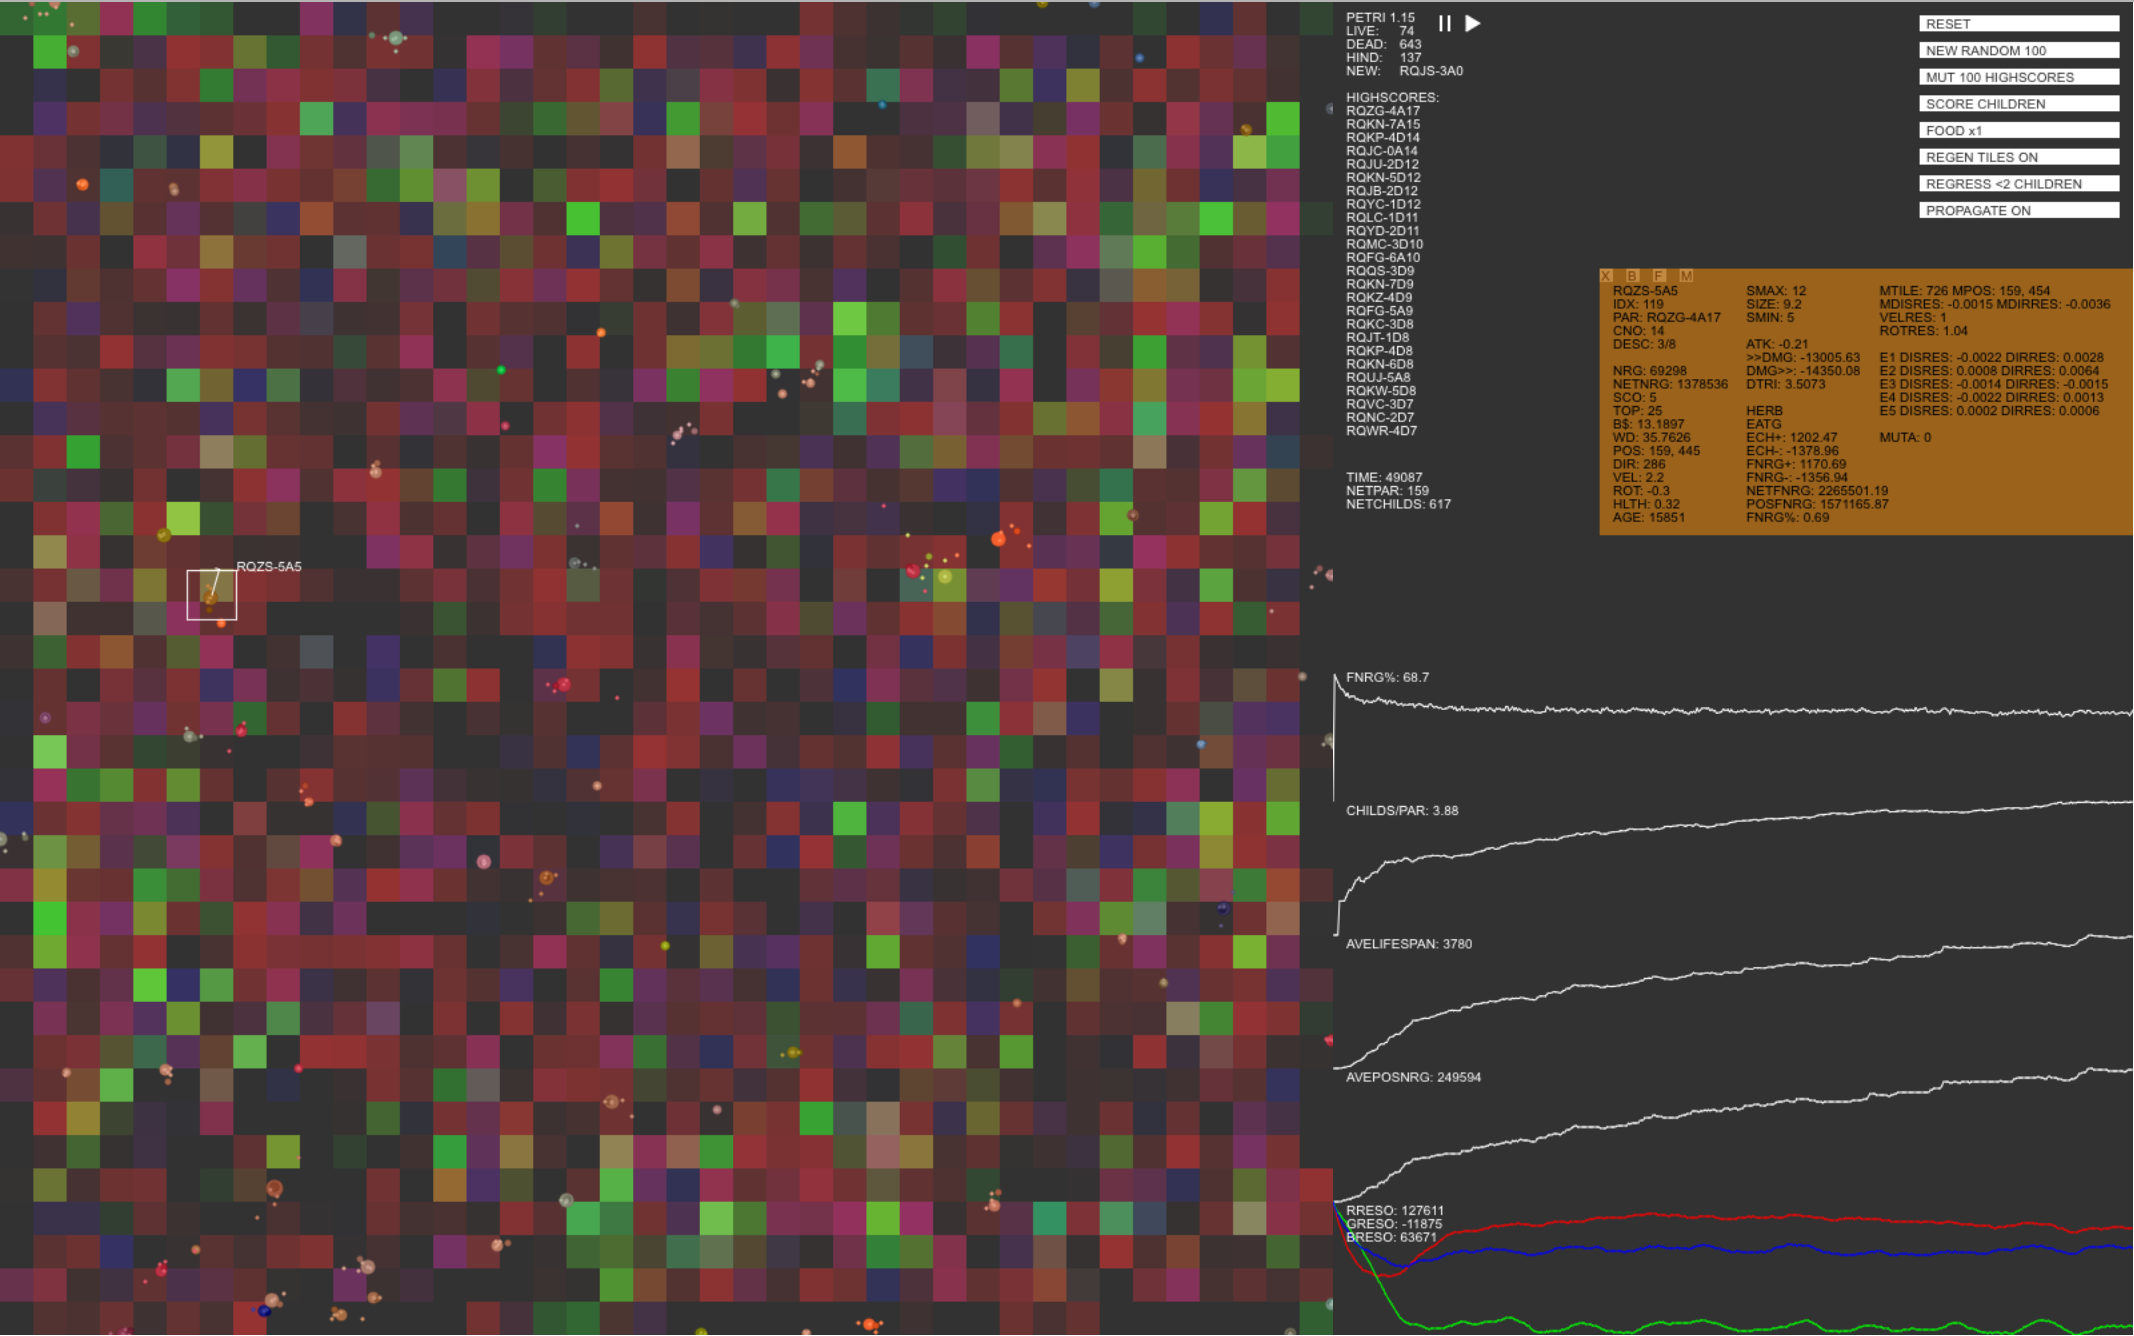 PETRI 1.15
LIVE: 74
DEAD: 643
HIND: 137
NEW: RQJS-3A0
HIGHSCORES:
RQZG-4A17
RQKN-7A15
RQKP-4D14
RQJC-0A14
RQJU-2D12
RQKN-5D12
RQJB-2D12
RQYC-1D12
RQLC-1D11
RQYD-2D11
RQMC-3D10
RQFG-6A10
RQQS-3D9
RQKN-7D9
RQKZ-4D9
RQFG-5A9
RQKC-3D8
RQJT-1D8
RQKP-4D8
RQKN-6D8
RQUJ-5A8
RQKW-5D8
RQVC-3D7
RQNC-2D7
RQWR-4D7
TIME: 49087
NETPAR: 159
NETCHILDS: 617
RESET
NEW RANDOM 100
MUT 100 HIGHSCORES
SCORE CHILDREN
FOOD x1
REGEN TILES ON
REGRESS <2 CHILDREN
PROPAGATE ON
X B F M
RQZS-5A5 SMAX: 12 MTILE: 726 MPOS: 159, 454
IDX: 119 SIZE: 9.2 MDISRES: -0.0015 MDIRRES: -0.0036
PAR: RQZG-4A17 SMIN: 5 VELRES: 1
CNO: 14 ROTRES: 1.04
DESC: 3/8 ATK: -0.21
>>DMG: -13005.63 E1 DISRES: -0.0022 DIRRES: 0.0028
NRG: 69298 DMG>>: -14350.08 E2 DISRES: 0.0008 DIRRES: 0.0064
NETNRG: 1378536 DTRI: 3.5073 E3 DISRES: -0.0014 DIRRES: -0.0015
SCO: 5 E4 DISRES: -0.0022 DIRRES: 0.0013
TOP: 25 HERB E5 DISRES: 0.0002 DIRRES: 0.0006
B$: 13.1897 EATG
WD: 35.7626 ECH+: 1202.47 MUTA: 0
POS: 159, 445 ECH-: -1378.96
DIR: 286 FNRG+: 1170.69
VEL: 2.2 FNRG-: -1356.94
ROT: -0.3 NETFNRG: 2265501.19
HLTH: 0.32 POSFNRG: 1571165.87
AGE: 15851 FNRG%: 0.69
RQZS-5A5
FNRG%: 68.7
CHILDS/PAR: 3.88
AVELIFESPAN: 3780
AVEPOSNRG: 249594
RRESO: 127611
GRESO: -11875
BRESO: 63671